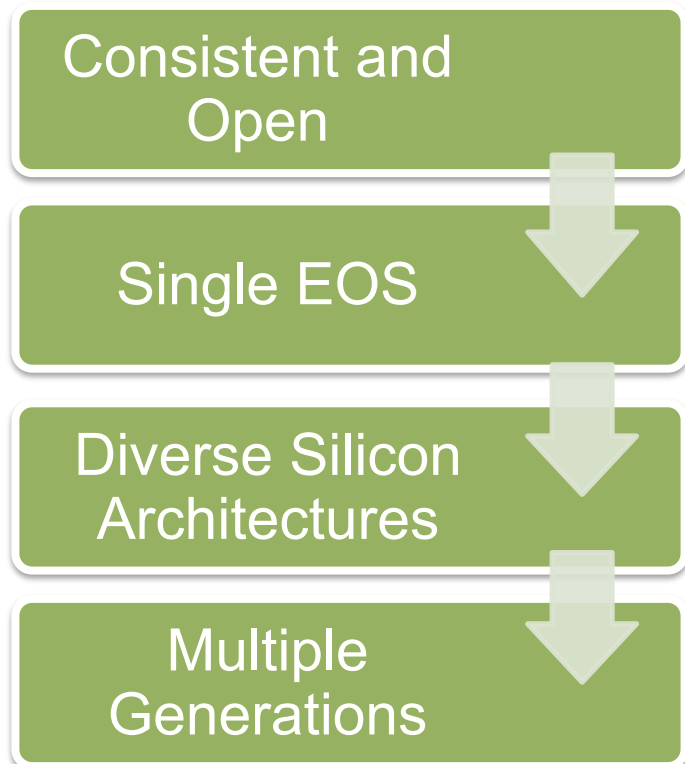 Consistent and
Open
Single EOS
Diverse Silicon
Architectures
Multiple
Generations